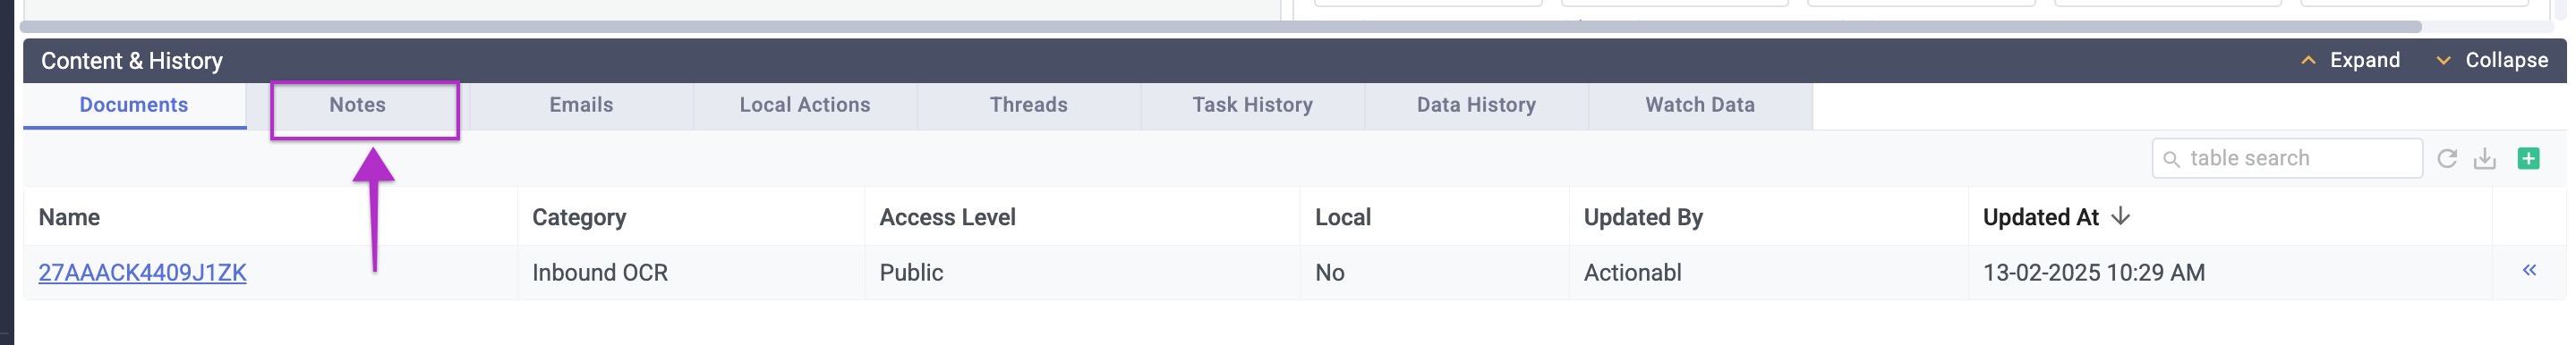 Content & History
Expand Collapse
Documents Notes Emails Local Actions Threads Task History Data History Watch Data
table search
Name Category Access Level Local Updated By Updated At
27AAACK4409J1ZK Inbound OCR Public No Actionabl 13-02-2025 10:29 AM